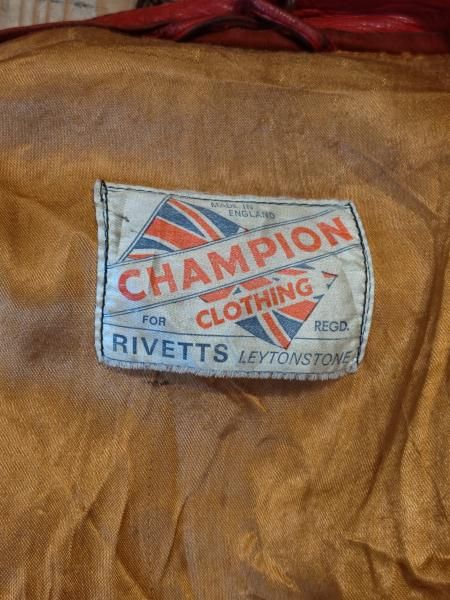 MADE IN
ENGLAND
CHAMPION
CLOTHING
FOR REGD.
RIVETTS LEYTONSTONE